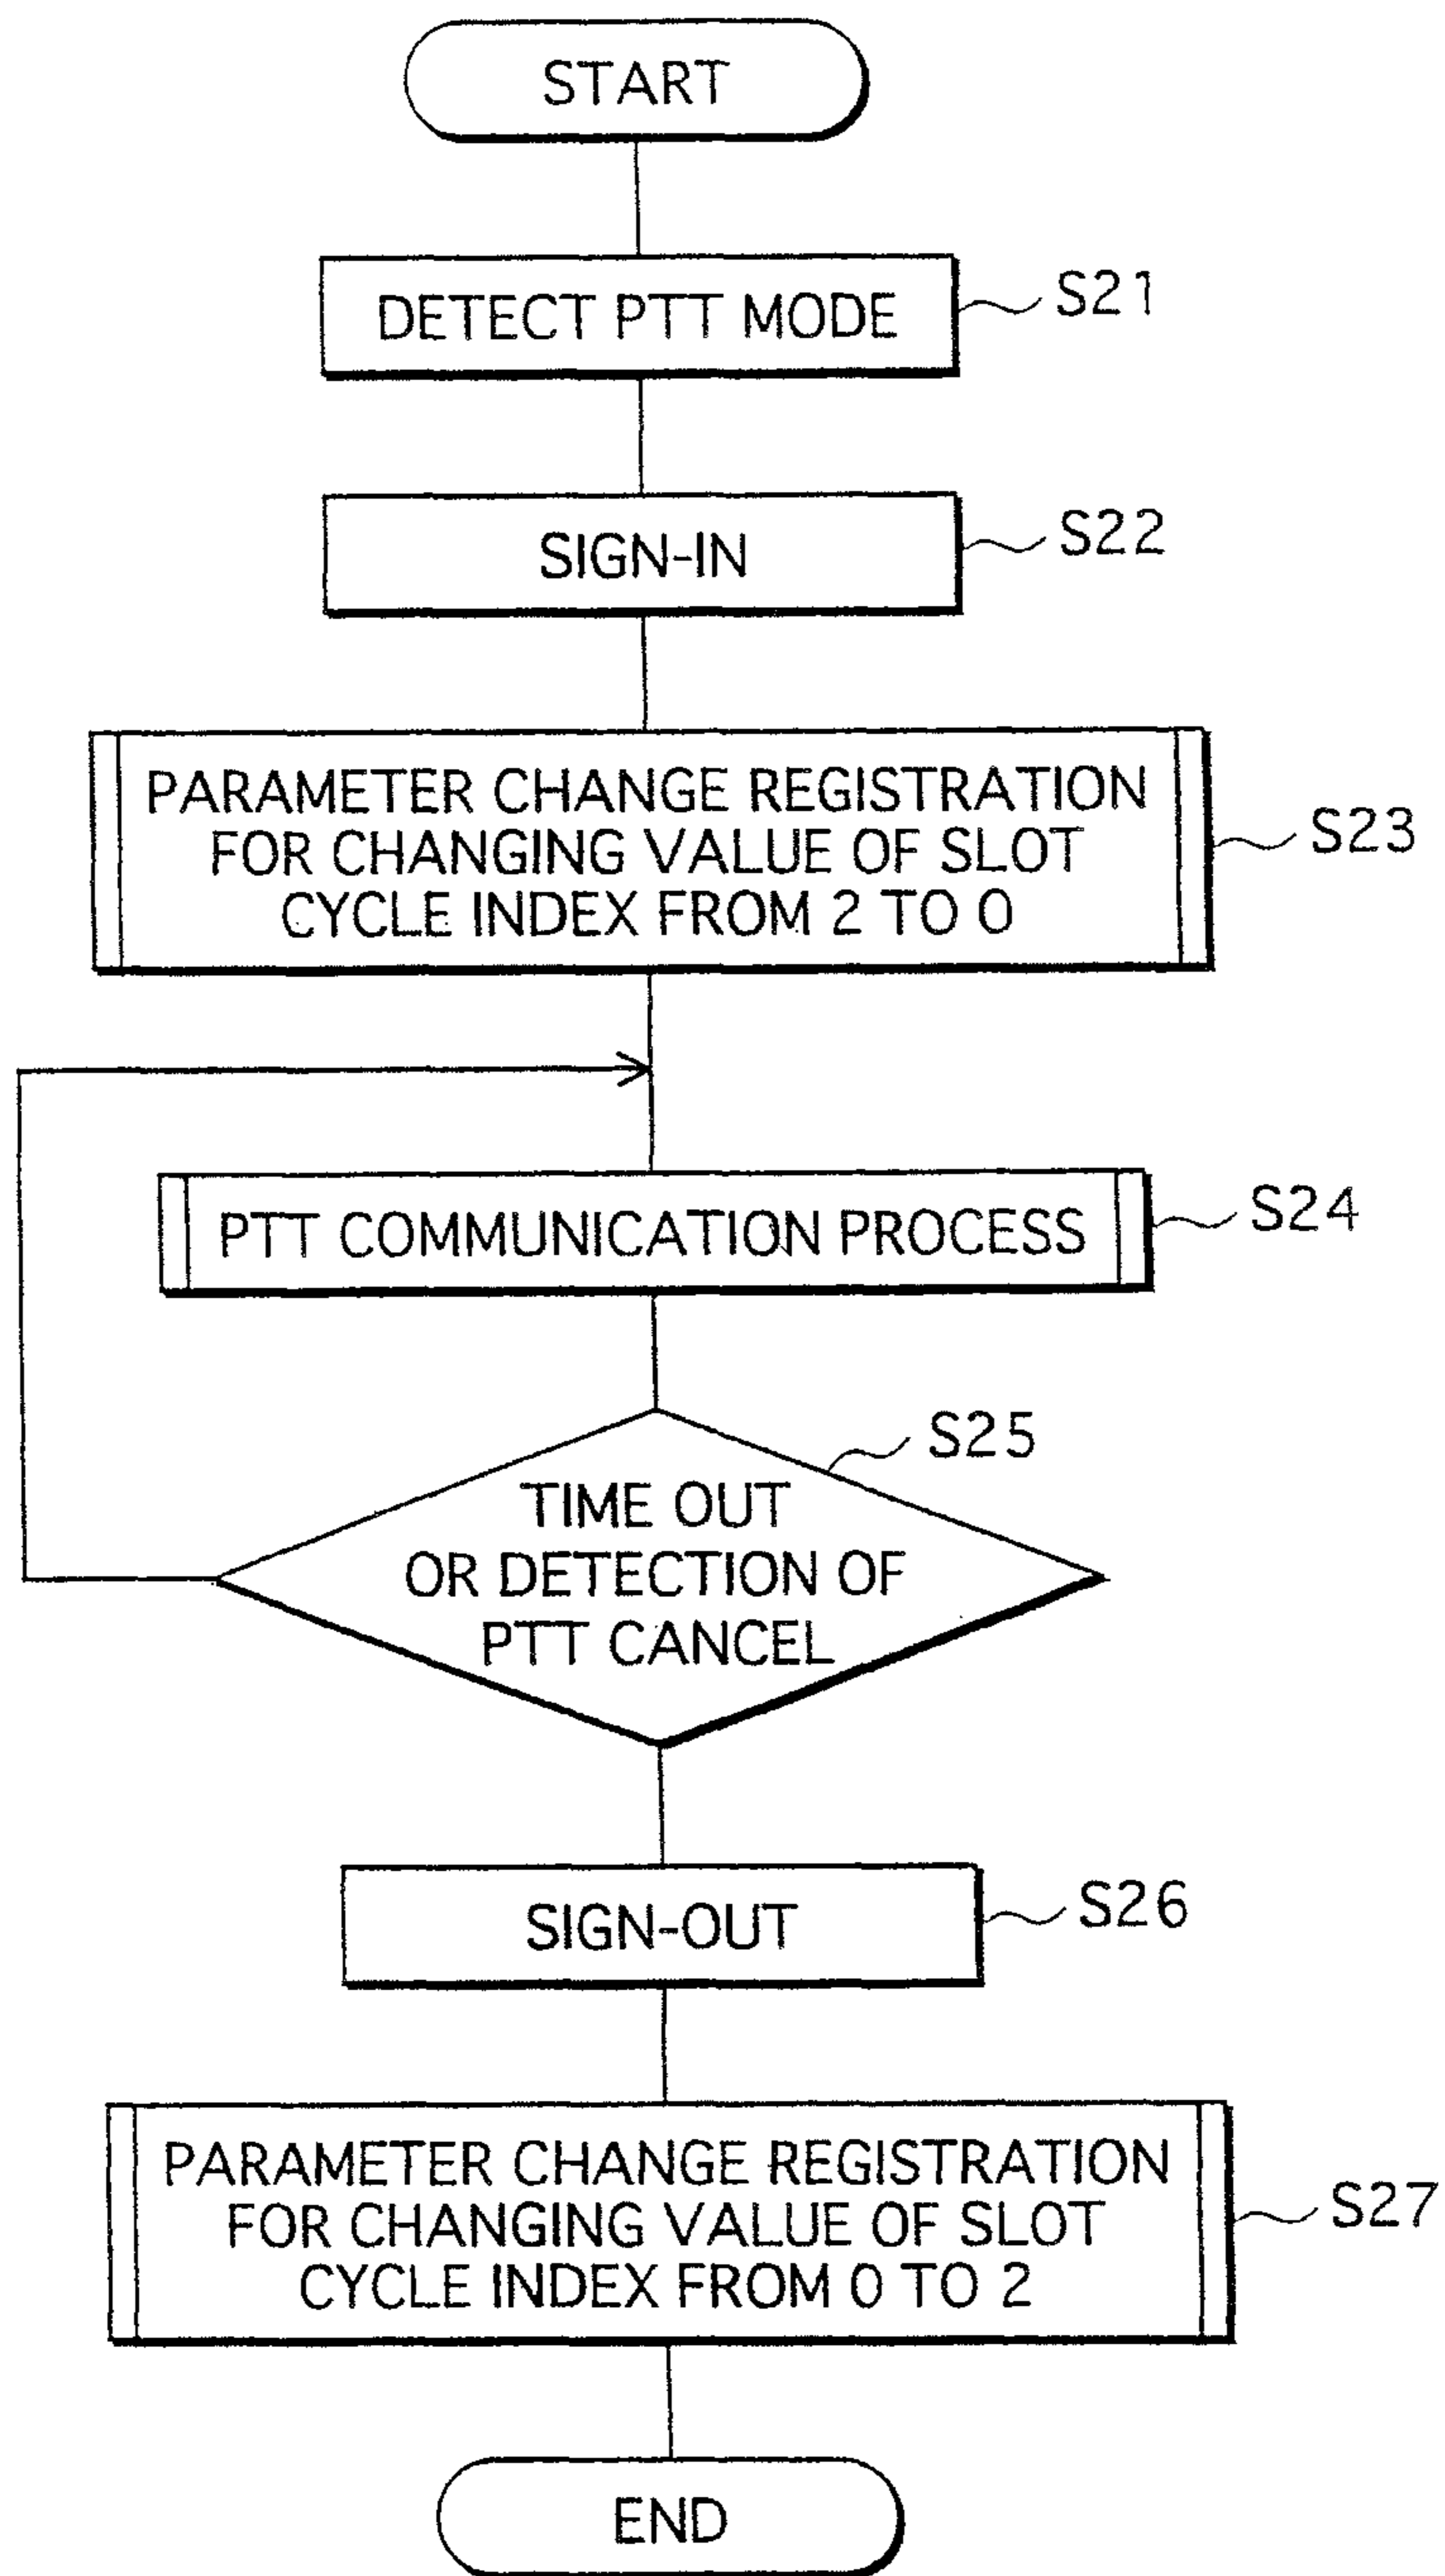 START
DETECT PTT MODE
S21
SIGN-IN
S22
PARAMETER CHANGE REGISTRATION
FOR CHANGING VALUE OF SLOT
CYCLE INDEX FROM 2 TO 0
S23
PTT COMMUNICATION PROCESS
S24
S25
TIME OUT
OR DETECTION OF
PTT CANCEL
SIGN-OUT
S26
PARAMETER CHANGE REGISTRATION
FOR CHANGING VALUE OF SLOT
CYCLE INDEX FROM 0 TO 2
S27
END